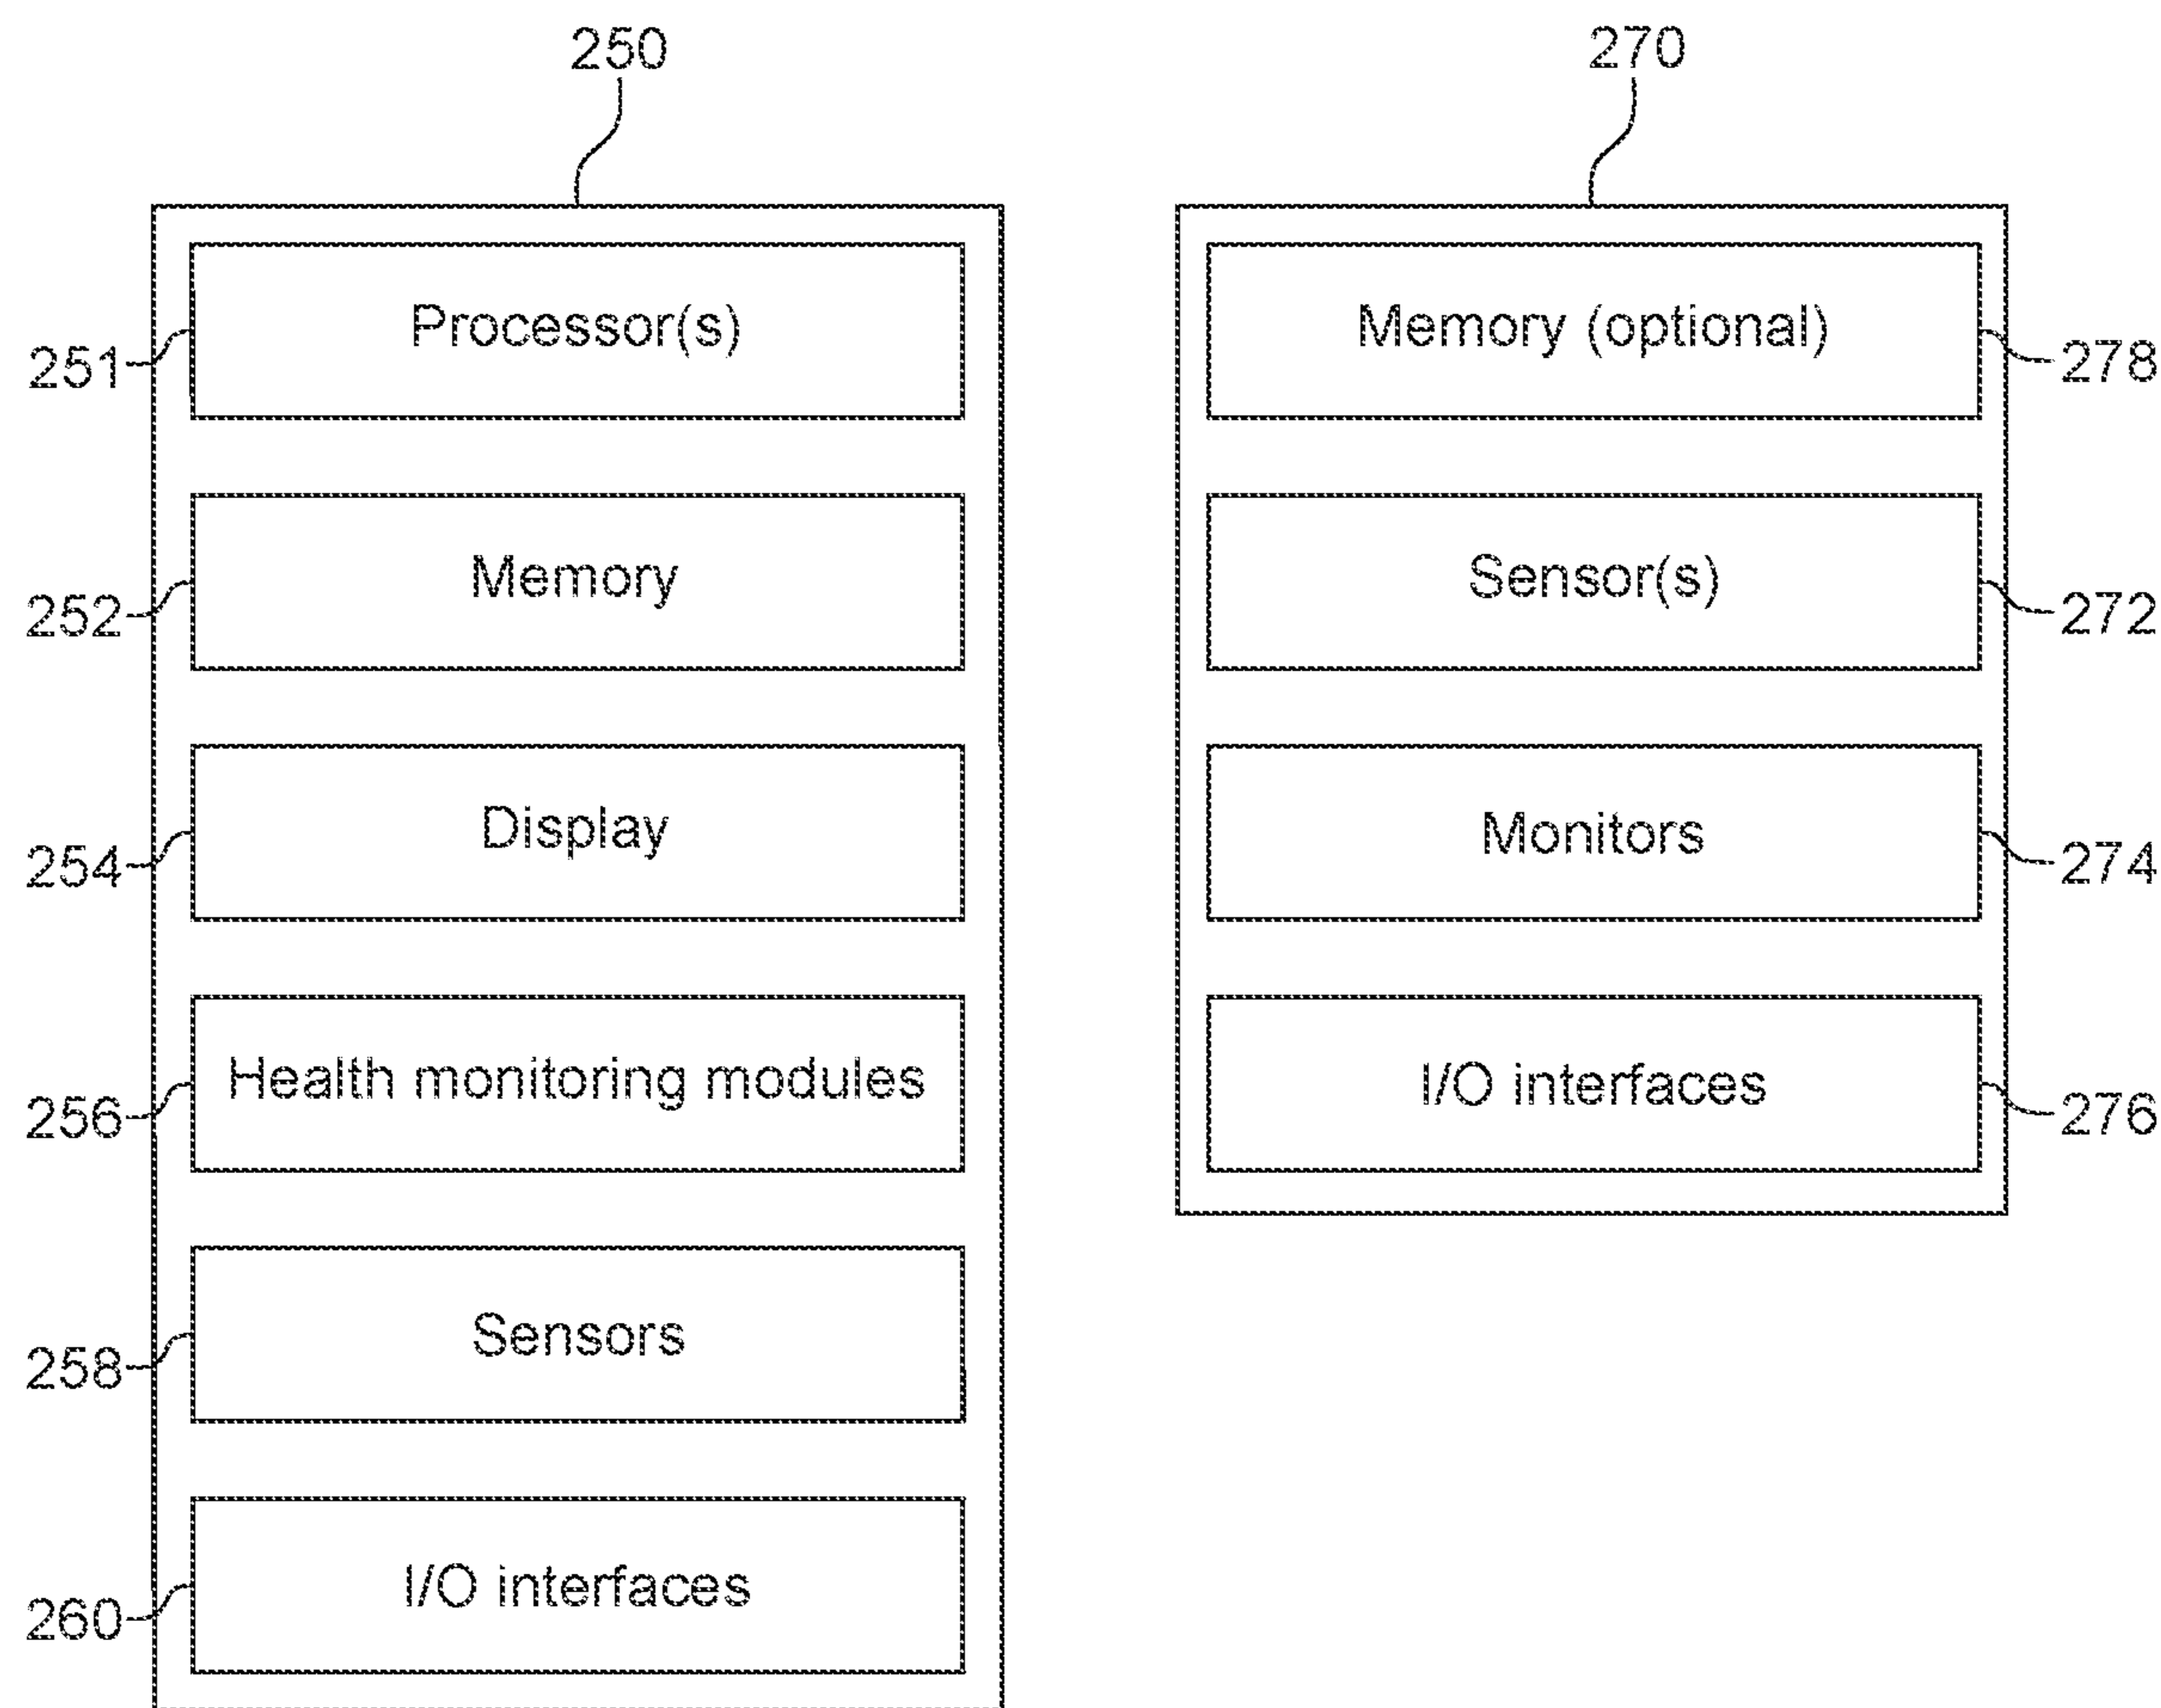 250
270
Processor(s)
251
Memory
252
Display
254
Health monitoring modules
256
Sensors
258
I/O interfaces
260
Memory (optional)
278
Sensor(s)
272
Monitors
274
I/O interfaces
276